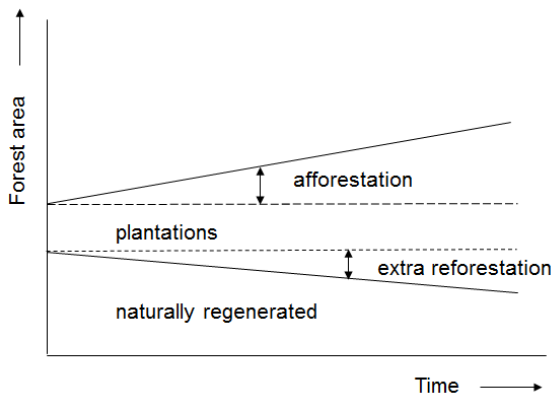 Forest area
afforestation
plantations
extra reforestation
naturally regenerated
Time